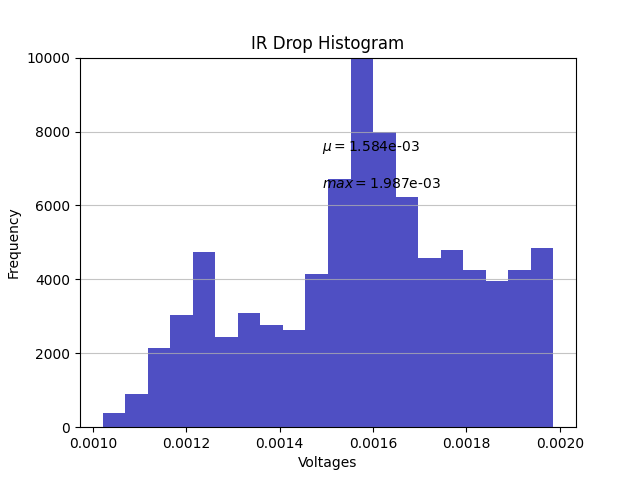 IR Drop Histogram
10000
8000
6000
4000
2000
0
Frequency
μ = 1.584e-03
max = 1.987e-03
0.0010 0.0012 0.0014 0.0016 0.0018 0.0020
Voltages